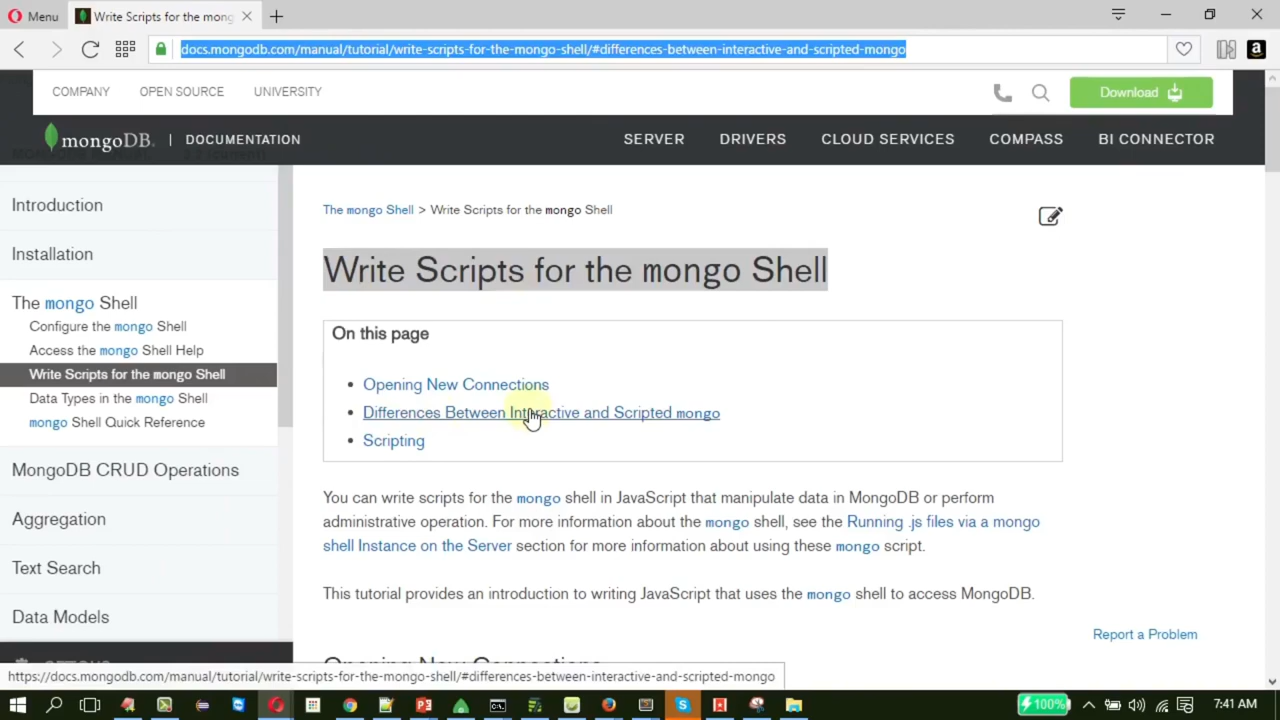 Menu
Write Scripts for the mong
docs.mongodb.com/manual/tutorial/write-scripts-for-the-mongo-shell/#differences-between-interactive-and-scripted-mongo
COMPANY OPEN SOURCE UNIVERSITY
Download
mongoDB. | DOCUMENTATION
SERVER DRIVERS CLOUD SERVICES COMPASS BI CONNECTOR
Introduction
Installation
The mongo Shell
Configure the mongo Shell
Access the mongo Shell Help
Write Scripts for the mongo Shell
Data Types in the mongo Shell
mongo Shell Quick Reference
MongoDB CRUD Operations
Aggregation
Text Search
Data Models
The mongo Shell > Write Scripts for the mongo Shell
Write Scripts for the mongo Shell
On this page
• Opening New Connections
• Differences Between Interactive and Scripted mongo
• Scripting
You can write scripts for the mongo shell in JavaScript that manipulate data in MongoDB or perform
administrative operation. For more information about the mongo shell, see the Running .js files via a mongo
shell Instance on the Server section for more information about using these mongo script.
This tutorial provides an introduction to writing JavaScript that uses the mongo shell to access MongoDB.
Report a Problem
Opening New Connections
https://docs.mongodb.com/manual/tutorial/write-scripts-for-the-mongo-shell/#differences-between-interactive-and-scripted-mongo
100%
7:41 AM